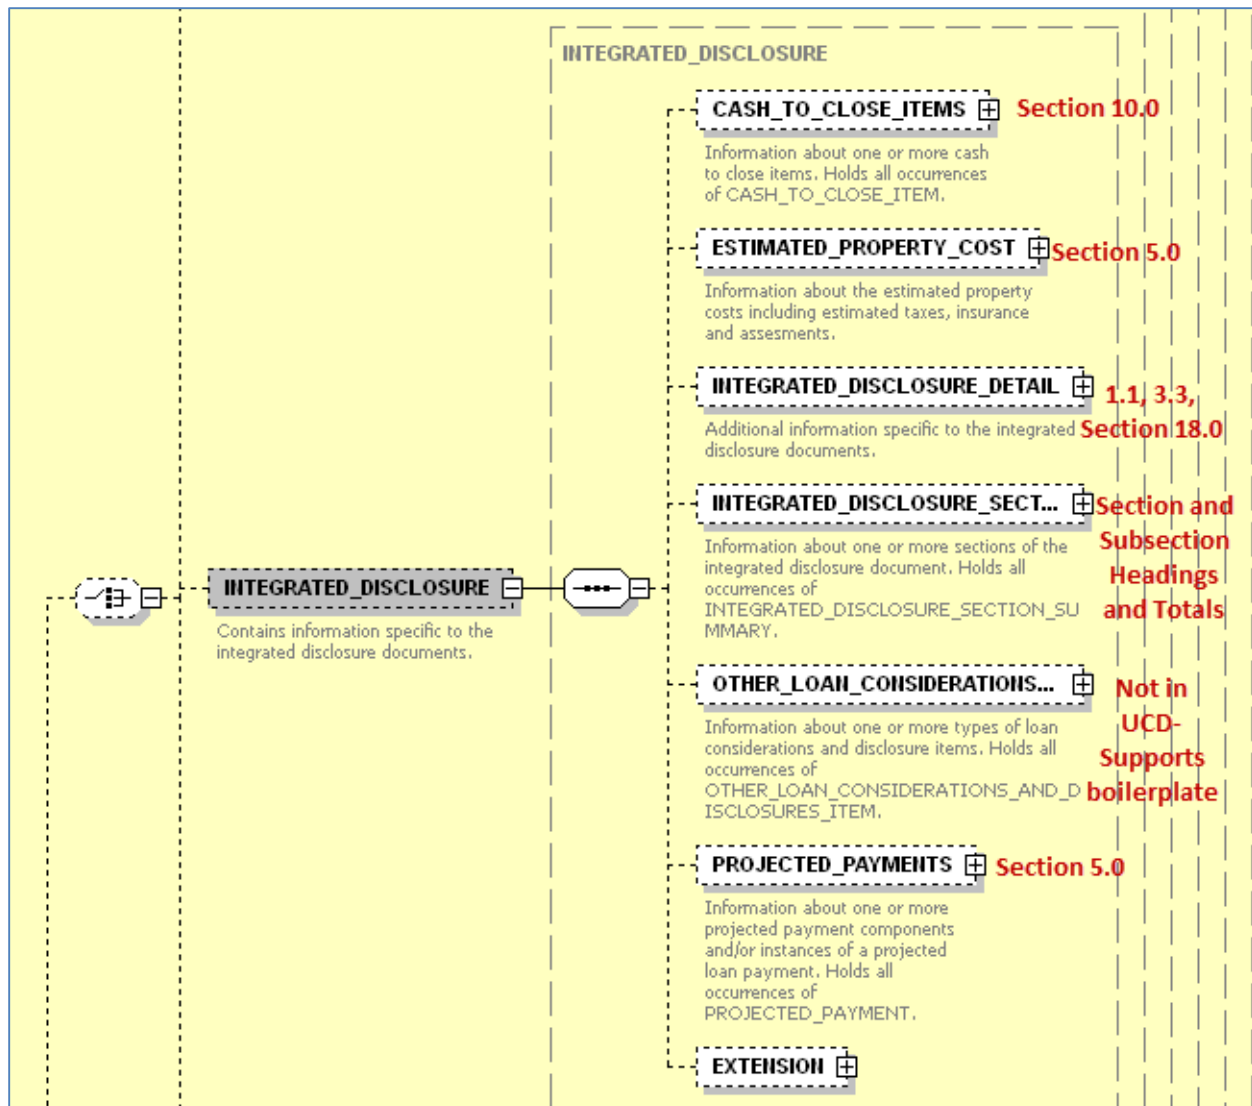 INTEGRATED_DISCLOSURE
CASH_TO_CLOSE_ITEMS Section 10.0
Information about one or more cash
to close items. Holds all occurrences
of CASH_TO_CLOSE_ITEM.
ESTIMATED_PROPERTY_COST Section 5.0
Information about the estimated property
costs including estimated taxes, insurance
and assesments.
INTEGRATED_DISCLOSURE_DETAIL 1.1, 3.3,
Section 18.0
Additional information specific to the integrated
disclosure documents.
INTEGRATED_DISCLOSURE_SECT... Section and
Subsection
Headings
and Totals
Information about one or more sections of the
integrated disclosure document. Holds all
occurrences of
INTEGRATED_DISCLOSURE_SECTION_SU
MMARY.
INTEGRATED_DISCLOSURE
Contains information specific to the
integrated disclosure documents.
OTHER_LOAN_CONSIDERATIONS... Not in
UCD-
Supports
boilerplate
Information about one or more types of loan
considerations and disclosure items. Holds all
occurrences of
OTHER_LOAN_CONSIDERATIONS_AND_D
ISCLOSURES_ITEM.
PROJECTED_PAYMENTS Section 5.0
Information about one or more
projected payment components
and/or instances of a projected
loan payment. Holds all
occurrences of
PROJECTED_PAYMENT.
EXTENSION